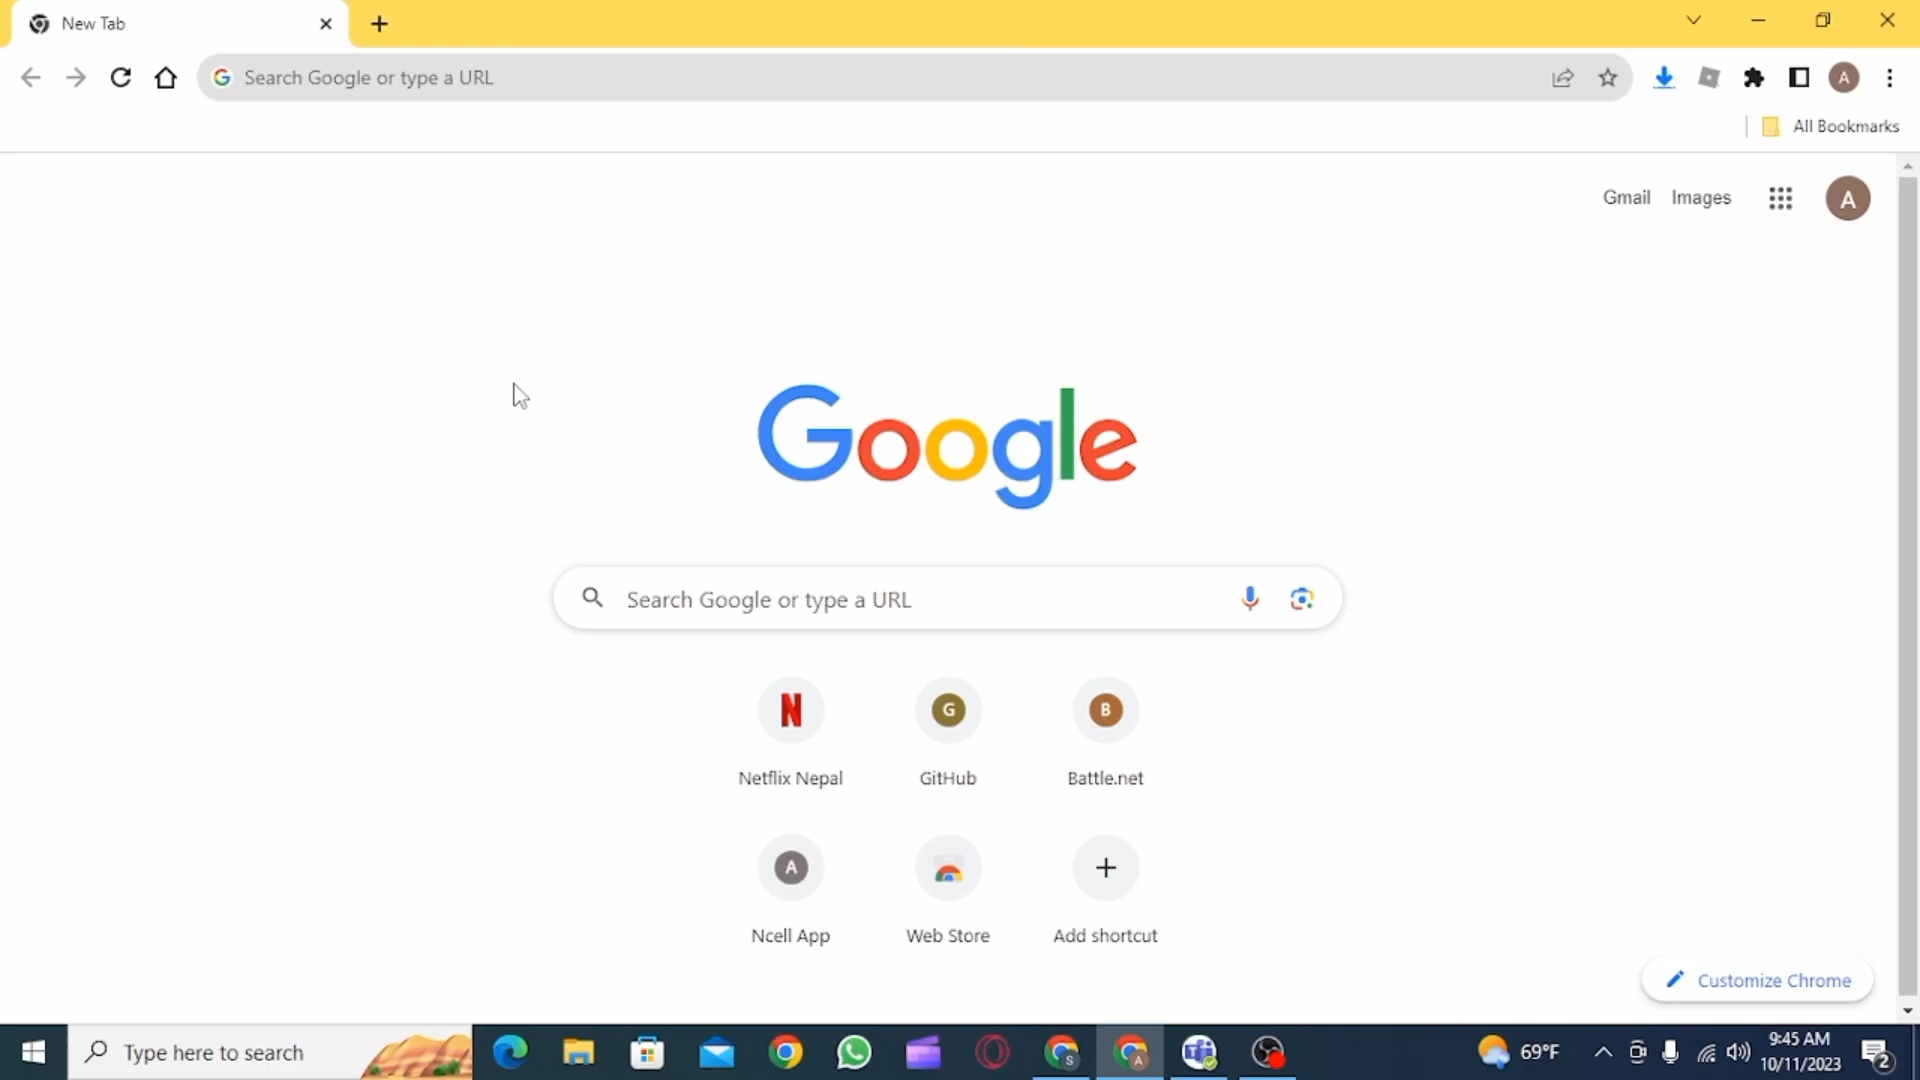 New Tab
Search Google or type a URL
A
All Bookmarks
Gmail Images A
Google
Search Google or type a URL
N G B
Netflix Nepal GitHub Battle.net
A
Ncell App Web Store Add shortcut
Customize Chrome
Type here to search
S A
69°F
9:45 AM
10/11/2023
2